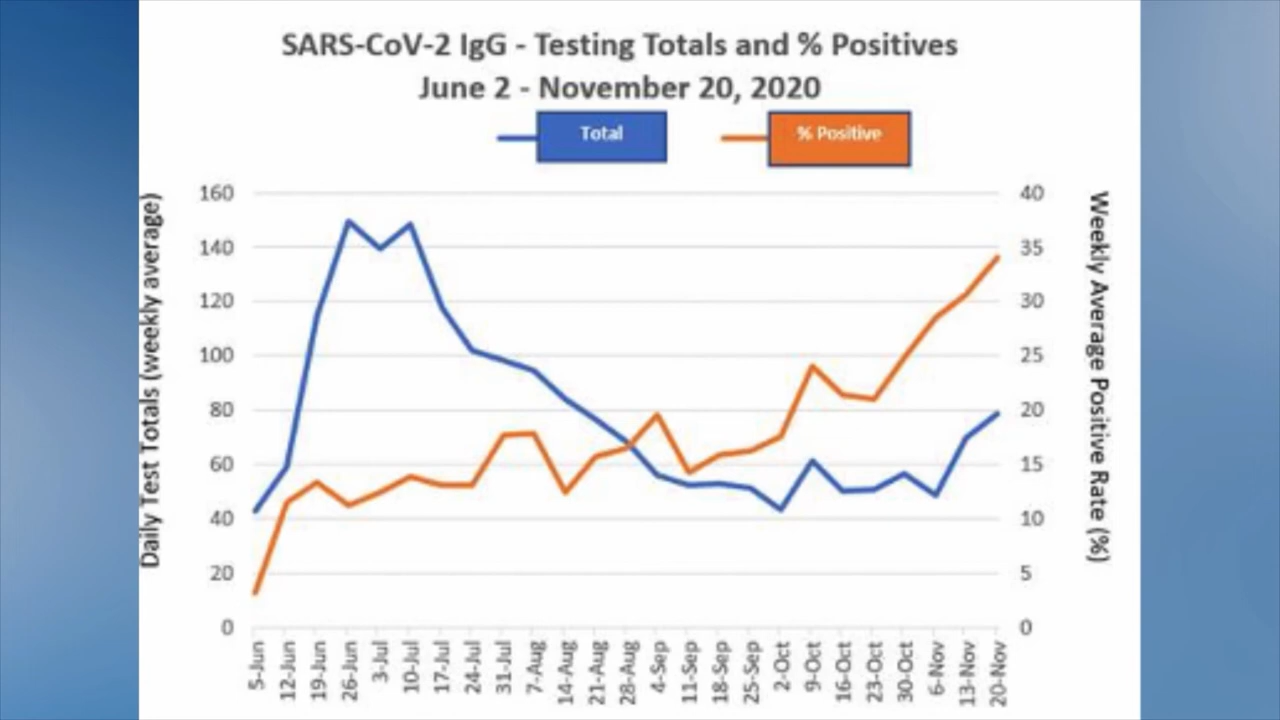 SARS-CoV-2 IgG - Testing Totals and % Positives
June 2 - November 20, 2020
Total
% Positive
Daily Test Totals (weekly average)
160
140
120
100
80
60
40
20
0
40
35
30
25
20
15
10
5
0
Weekly Average Positive Rate (%)
5-Jun
12-Jun
19-Jun
26-Jun
3-Jul
10-Jul
17-Jul
24-Jul
31-Jul
7-Aug
14-Aug
21-Aug
28-Aug
4-Sep
11-Sep
18-Sep
25-Sep
2-Oct
9-Oct
16-Oct
23-Oct
30-Oct
6-Nov
13-Nov
20-Nov